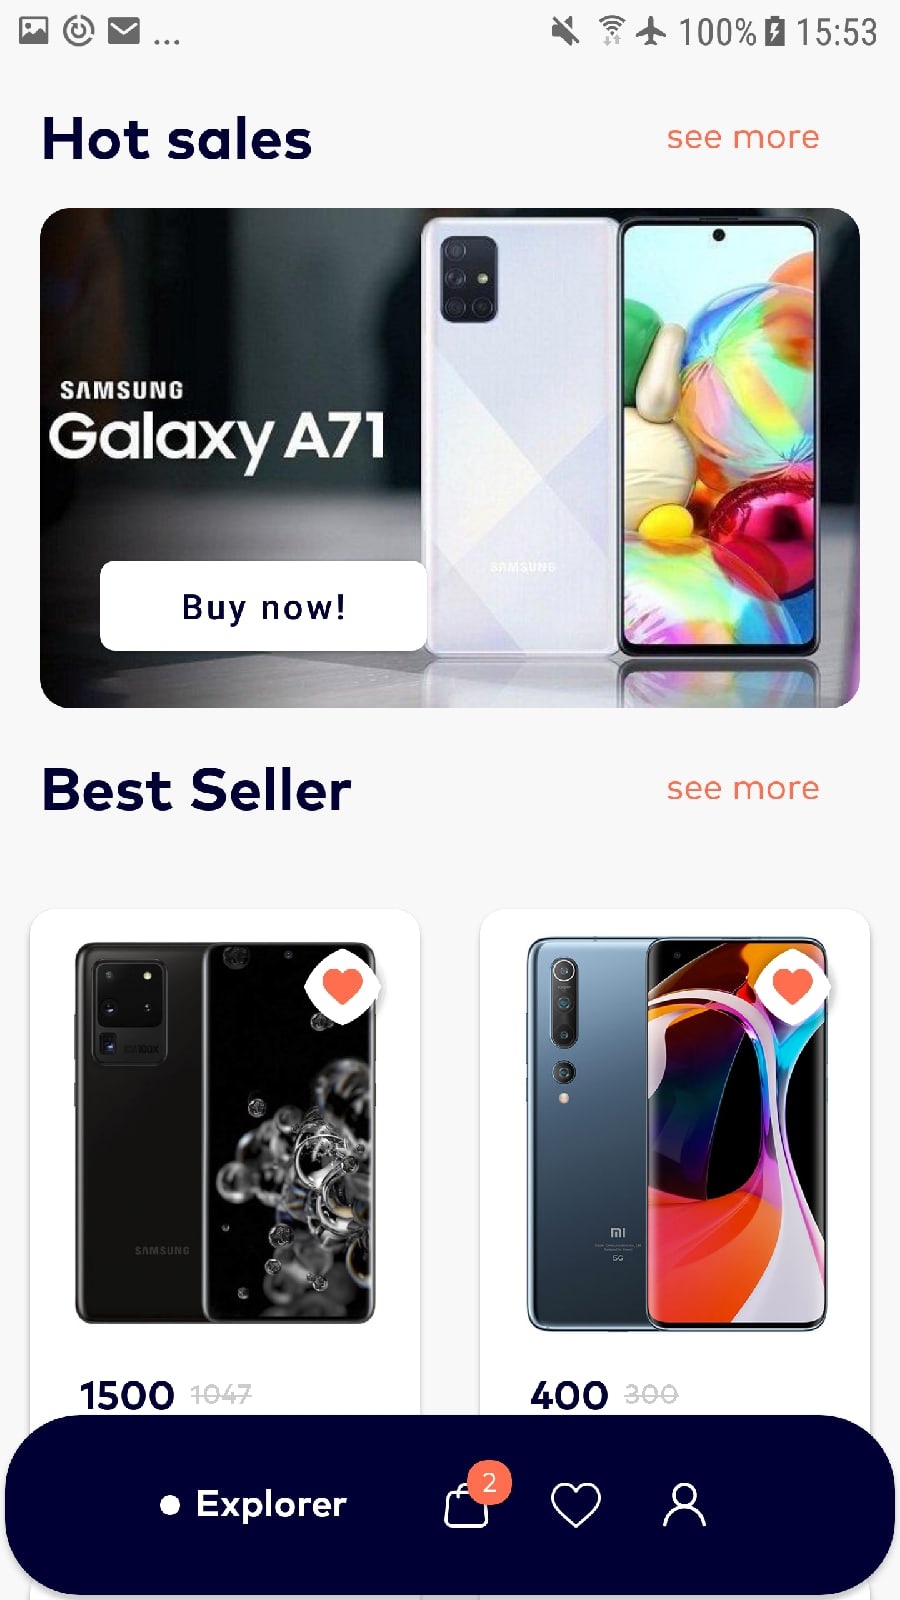 100% 15:53
Hot sales
see more
SAMSUNG
Galaxy A71
SAMSUNG
Buy now!
Best Seller
see more
SAMSUNG
mi
5G
1500 1047
400 300
Explorer
2